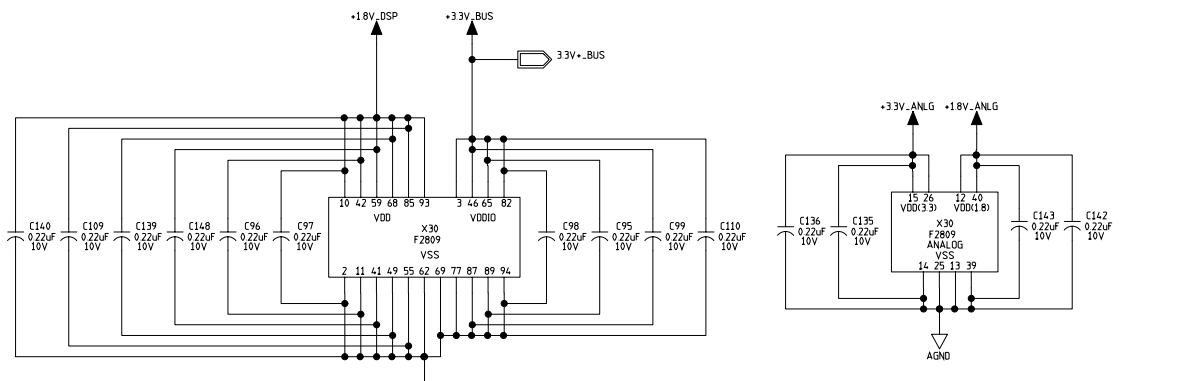 +1.8V_DSP
+3.3V_BUS
3.3V+_BUS
+3.3V_ANLG
+1.8V_ANLG
10 42 59 68 85 93
3 46 65 82
VDD
VDDIO
X30
F2809
VSS
2 11 41 49 55 62 69 77 87 89 94
C140
0.22uF
10V
C109
0.22uF
10V
C139
0.22uF
10V
C148
0.22uF
10V
C96
0.22uF
10V
C97
0.22uF
10V
C98
0.22uF
10V
C95
0.22uF
10V
C99
0.22uF
10V
C110
0.22uF
10V
15 26
12 40
VDD(3.3)
VDD(1.8)
X30
F2809
ANALOG
VSS
14 25 13 39
C136
0.22uF
10V
C135
0.22uF
10V
C143
0.22uF
10V
C142
0.22uF
10V
AGND